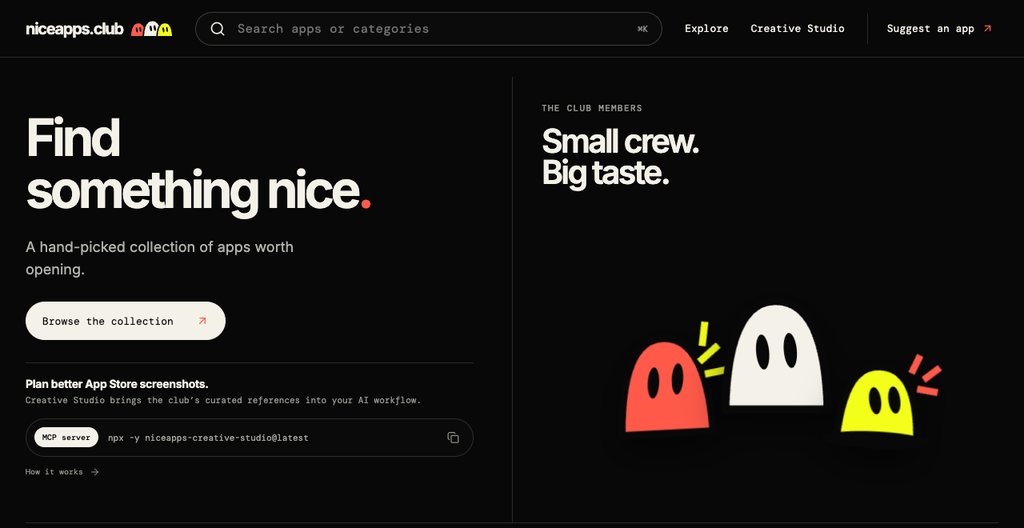 niceapps.club
Search apps or categories
⌘K
Explore
Creative Studio
Suggest an app
Find
something nice.
A hand-picked collection of apps worth
opening.
Browse the collection
Plan better App Store screenshots.
Creative Studio brings the club’s curated references into your AI workflow.
MCP server
npx -y niceapps-creative-studio@latest
How it works
THE CLUB MEMBERS
Small crew.
Big taste.